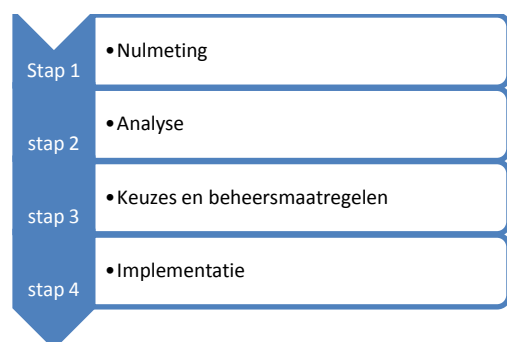 Stap 1
•Nulmeting
stap 2
•Analyse
stap 3
•Keuzes en beheersmaatregelen
stap 4
•Implementatie